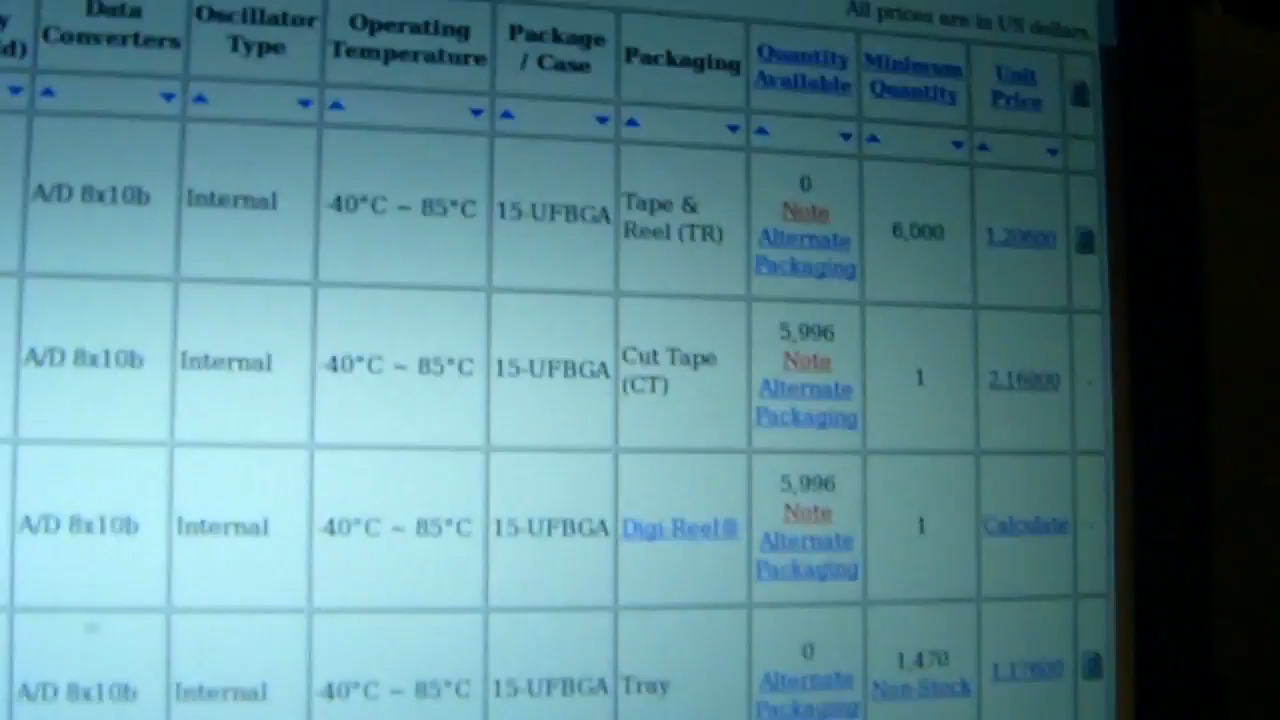 All prices are in US dollars.
Data Converters
Oscillator Type
Operating Temperature
Package / Case
Packaging
Quantity Available
Minimum Quantity
Unit Price
A/D 8x10b
Internal
-40°C ~ 85°C
15-UFBGA
Tape & Reel (TR)
0
Note
Alternate Packaging
6,000
1.20600
A/D 8x10b
Internal
-40°C ~ 85°C
15-UFBGA
Cut Tape (CT)
5,996
Note
Alternate Packaging
1
2.16000
A/D 8x10b
Internal
-40°C ~ 85°C
15-UFBGA
Digi-Reel®
5,996
Note
Alternate Packaging
1
Calculate
A/D 8x10b
Internal
-40°C ~ 85°C
15-UFBGA
Tray
0
Alternate Packaging
1,470
Non-Stock
1.17600